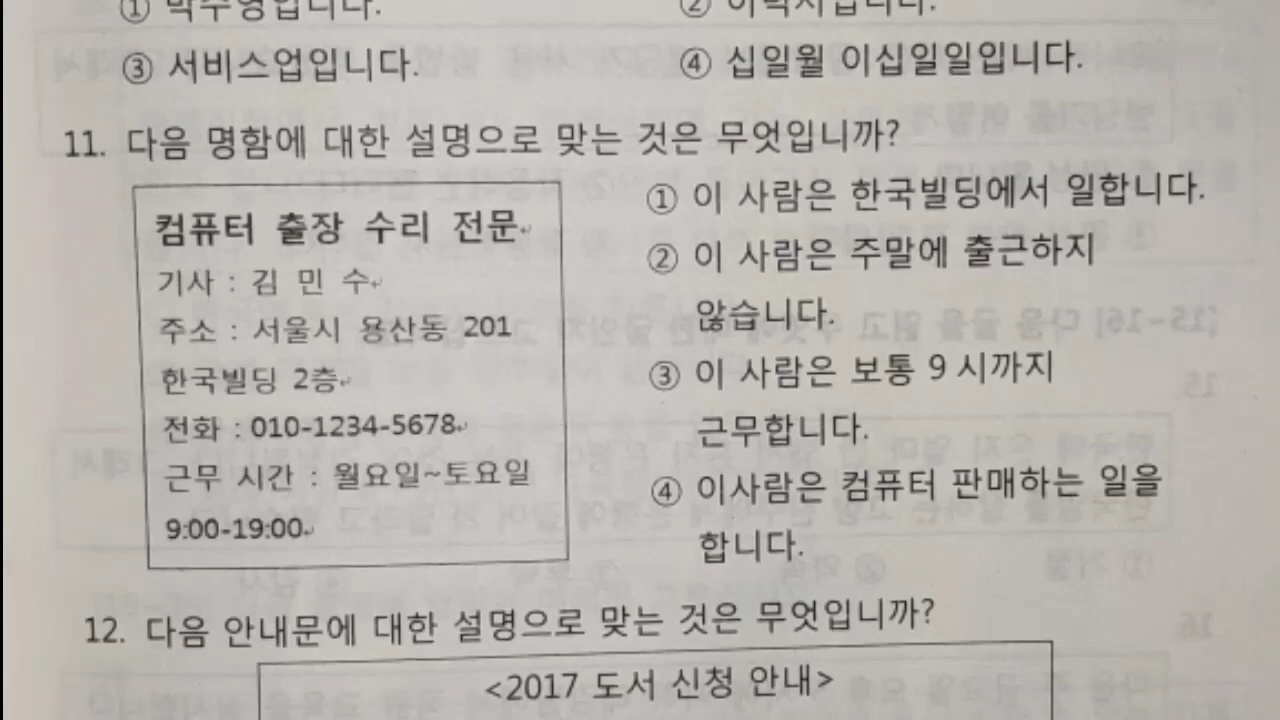 ③ 서비스업입니다.
④ 십일월 이십일일입니다.
11. 다음 명함에 대한 설명으로 맞는 것은 무엇입니까?
컴퓨터 출장 수리 전문
기사 : 김 민 수
주소 : 서울시 용산동 201
한국빌딩 2층
전화 : 010-1234-5678
근무 시간 : 월요일~토요일
9:00-19:00
① 이 사람은 한국빌딩에서 일합니다.
② 이 사람은 주말에 출근하지
않습니다.
③ 이 사람은 보통 9 시까지
근무합니다.
④ 이사람은 컴퓨터 판매하는 일을
합니다.
12. 다음 안내문에 대한 설명으로 맞는 것은 무엇입니까?
<2017 도서 신청 안내>